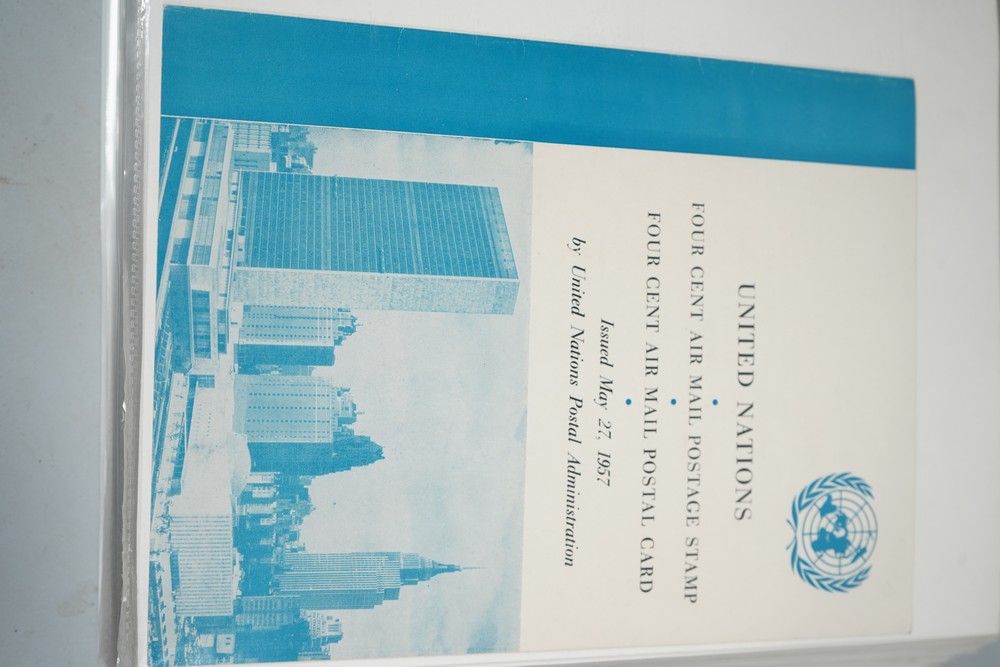 UNITED NATIONS
FOUR CENT AIR MAIL POSTAGE STAMP
FOUR CENT AIR MAIL POSTAL CARD
Issued May 27, 1957
by United Nations Postal Administration